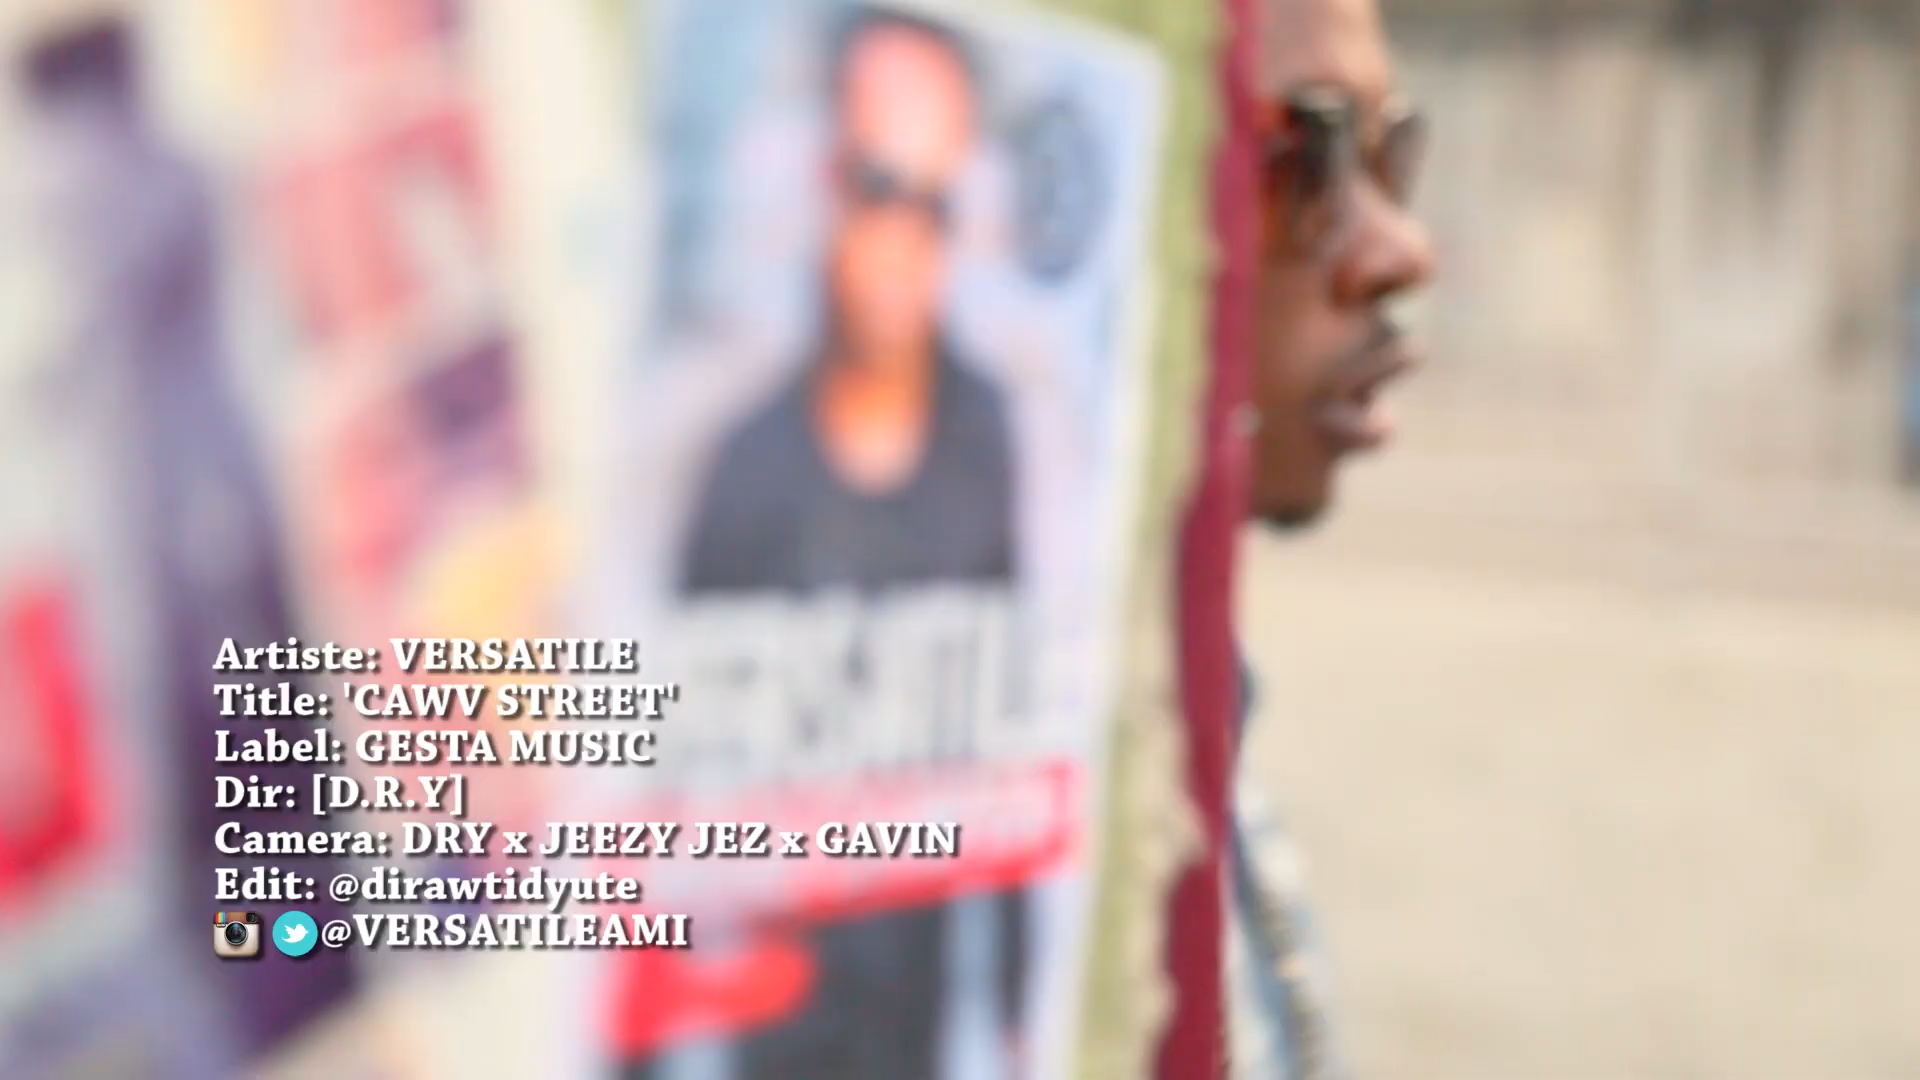 Artiste: VERSATILE
Title: 'CAWV STREET'
Label: GESTA MUSIC
Dir: [D.R.Y]
Camera: DRY x JEEZY JEZ x GAVIN
Edit: @dirawtidyute
@VERSATILEAMI